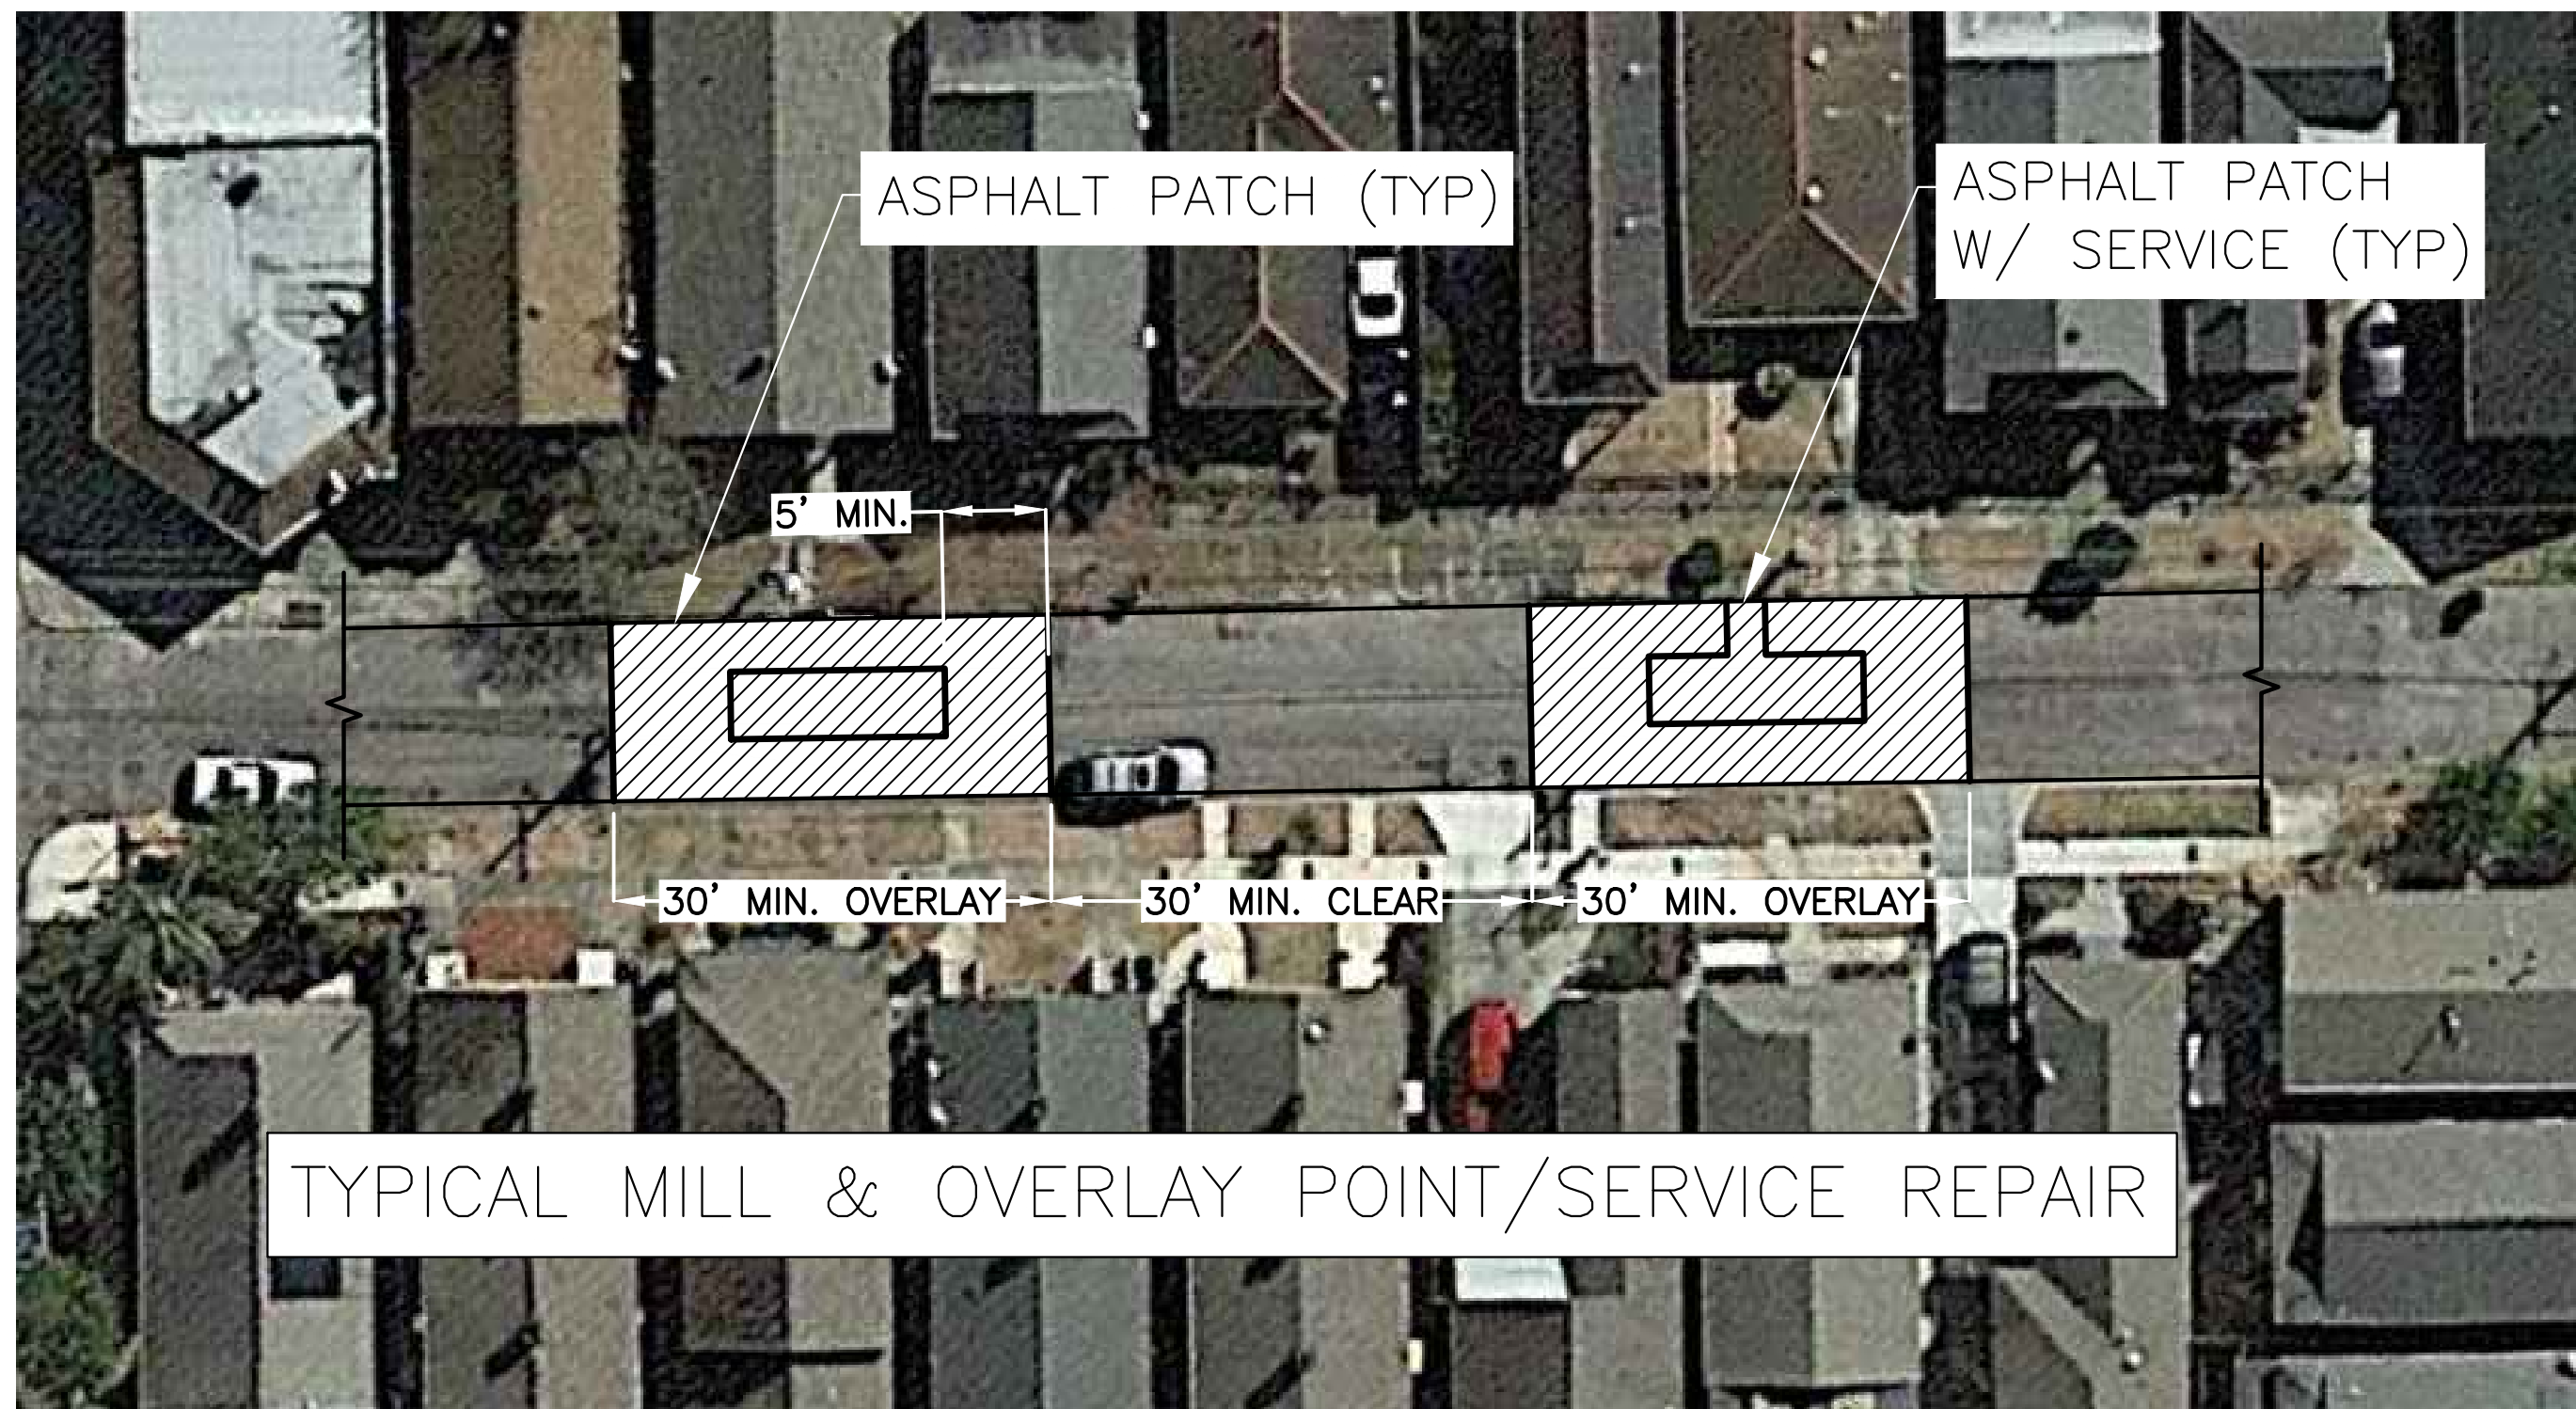 ASPHALT PATCH (TYP)
ASPHALT PATCH
W/ SERVICE (TYP)
5' MIN.
30' MIN. OVERLAY
30' MIN. CLEAR
30' MIN. OVERLAY
TYPICAL MILL & OVERLAY POINT/SERVICE REPAIR